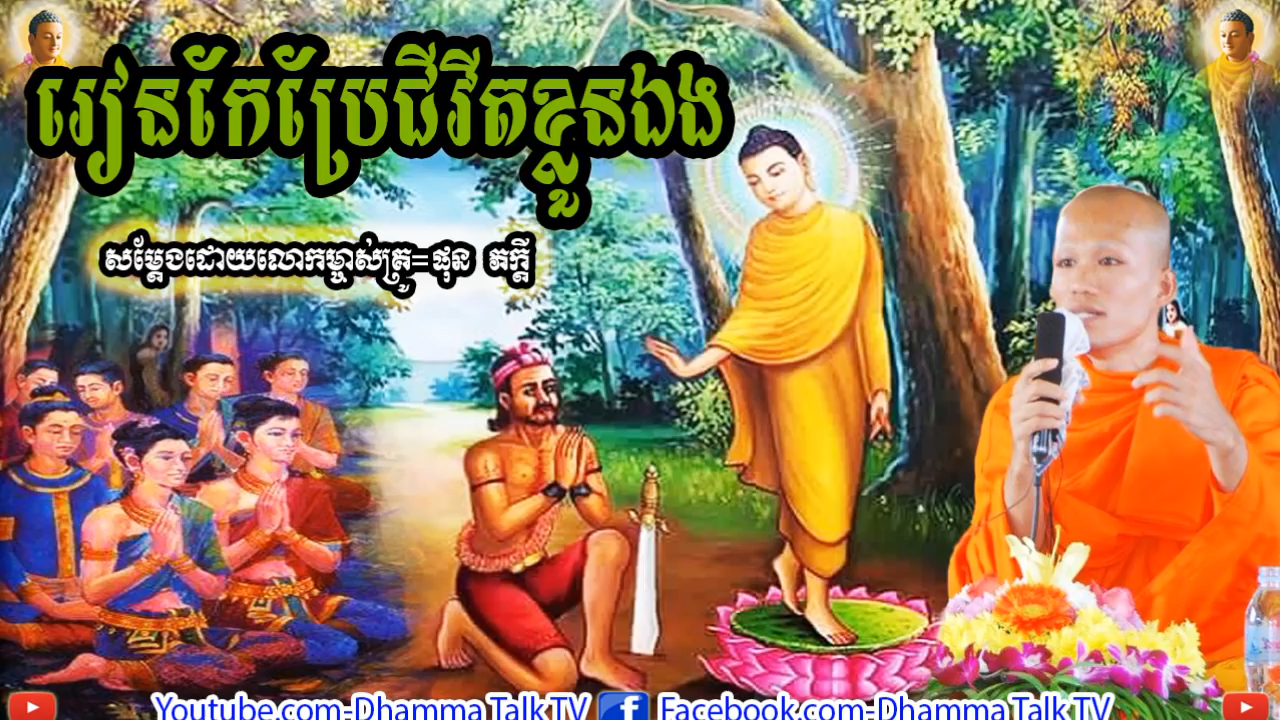 រៀនកែប្រែជីវីតខ្លួនឯង
សម្ដែងដោយលោកម្ចាស់គ្រូ=ផុន ភក្ដី
Youtube.com-Dhamma Talk TV f Facebook.com-Dhamma Talk TV